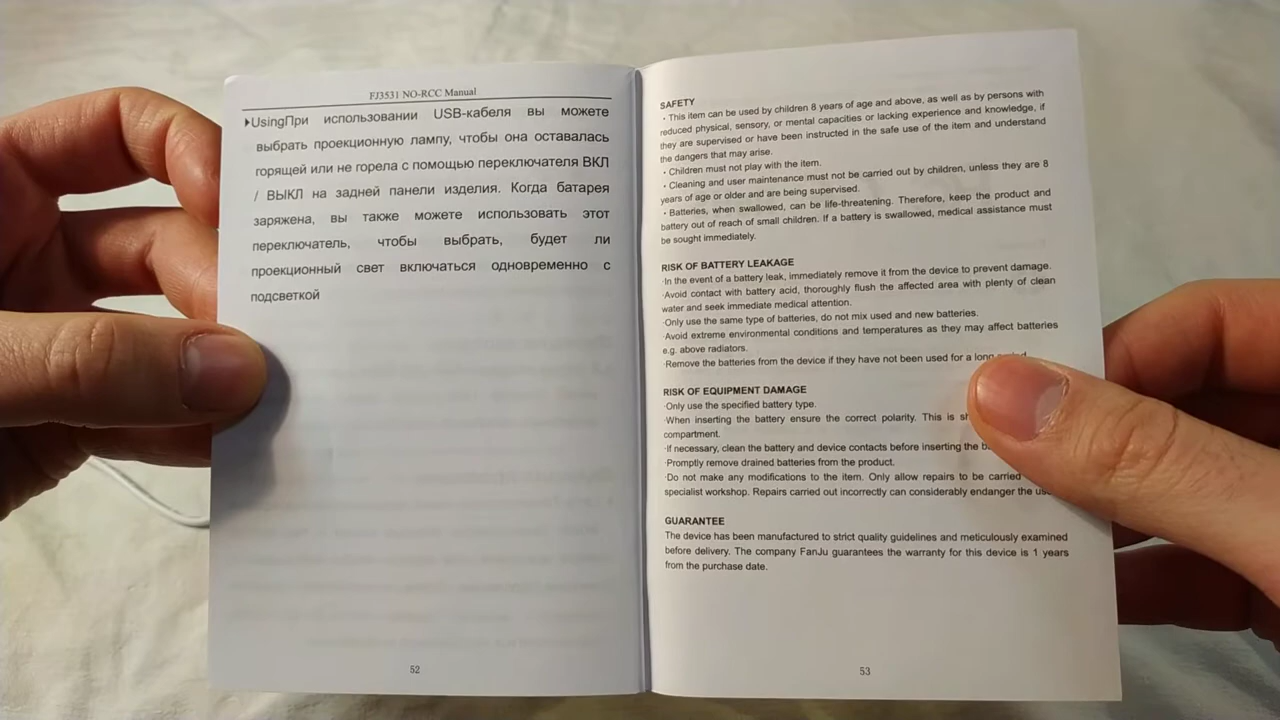 FJ3531 NO-RCC Manual
▸UsingПри использовании USB-кабеля вы можете
выбрать проекционную лампу, чтобы она оставалась
горящей или не горела с помощью переключателя ВКЛ
/ ВЫКЛ на задней панели изделия. Когда батарея
заряжена, вы также можете использовать этот
переключатель, чтобы выбрать, будет ли
проекционный свет включаться одновременно с
подсветкой
52
SAFETY
· This item can be used by children 8 years of age and above, as well as by persons with
reduced physical, sensory, or mental capacities or lacking experience and knowledge, if
they are supervised or have been instructed in the safe use of the item and understand
the dangers that may arise.
· Children must not play with the item.
· Cleaning and user maintenance must not be carried out by children, unless they are 8
years of age or older and are being supervised.
· Batteries, when swallowed, can be life-threatening. Therefore, keep the product and
battery out of reach of small children. If a battery is swallowed, medical assistance must
be sought immediately.
RISK OF BATTERY LEAKAGE
·In the event of a battery leak, immediately remove it from the device to prevent damage.
·Avoid contact with battery acid, thoroughly flush the affected area with plenty of clean
water and seek immediate medical attention.
·Only use the same type of batteries, do not mix used and new batteries.
·Avoid extreme environmental conditions and temperatures as they may affect batteries
e.g. above radiators.
·Remove the batteries from the device if they have not been used for a long
RISK OF EQUIPMENT DAMAGE
·Only use the specified battery type.
·When inserting the battery ensure the correct polarity. This is
compartment.
·If necessary, clean the battery and device contacts before inserting the
·Promptly remove drained batteries from the product.
·Do not make any modifications to the item. Only allow repairs to be carried
specialist workshop. Repairs carried out incorrectly can considerably endanger the
GUARANTEE
The device has been manufactured to strict quality guidelines and meticulously examined
before delivery. The company FanJu guarantees the warranty for this device is 1 years
from the purchase date.
53